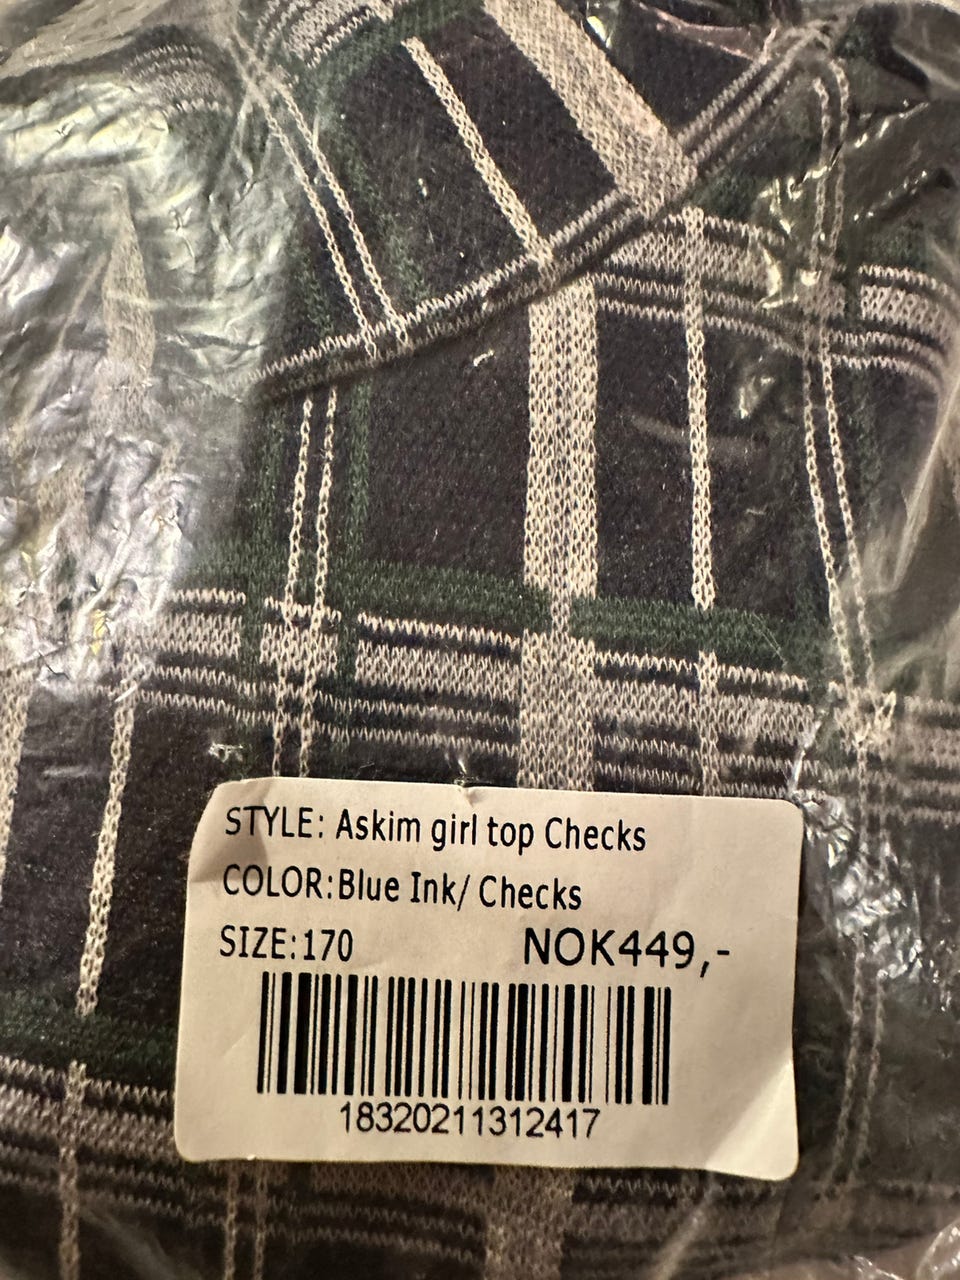 STYLE: Askim girl top Checks
COLOR:Blue Ink/ Checks
SIZE:170 NOK449,-
18320211312417